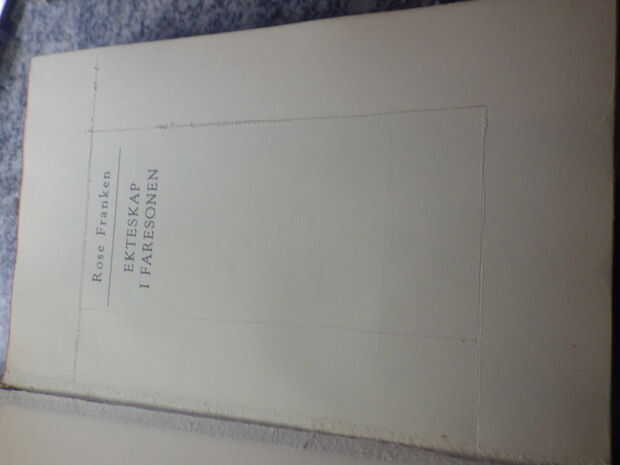 Rose Franken
EKTESKAP
I FARESONEN